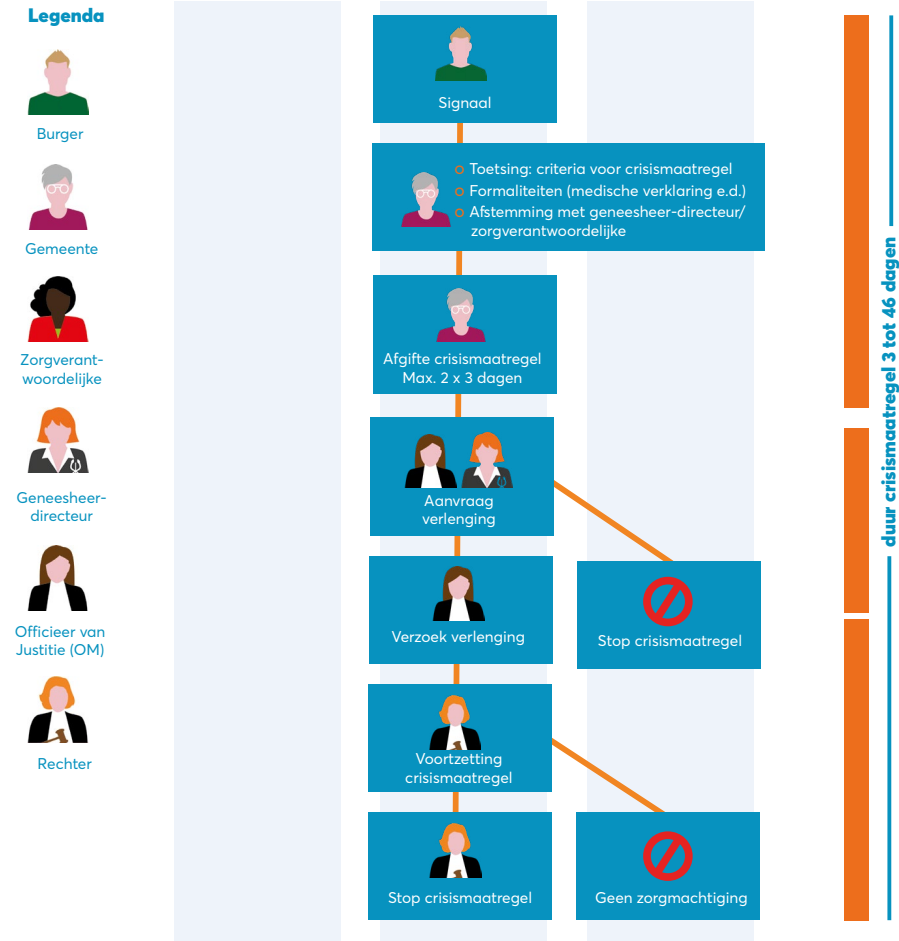 Legenda
Burger
Gemeente
Zorgverant-
woordelijke
Geneesheer-
directeur
Officieer van
Justitie (OM)
Rechter
Signaal
Toetsing: criteria voor crisismaatregel
Formaliteiten (medische verklaring e.d.)
Afstemming met geneesheer-directeur/
zorgverantwoordelijke
Afgifte crisismaatregel
Max. 2 x 3 dagen
Aanvraag
verlenging
Verzoek verlenging
Stop crisismaatregel
Voortzetting
crisismaatregel
Stop crisismaatregel
Geen zorgmachtiging
duur crisismaatregel 3 tot 46 dagen